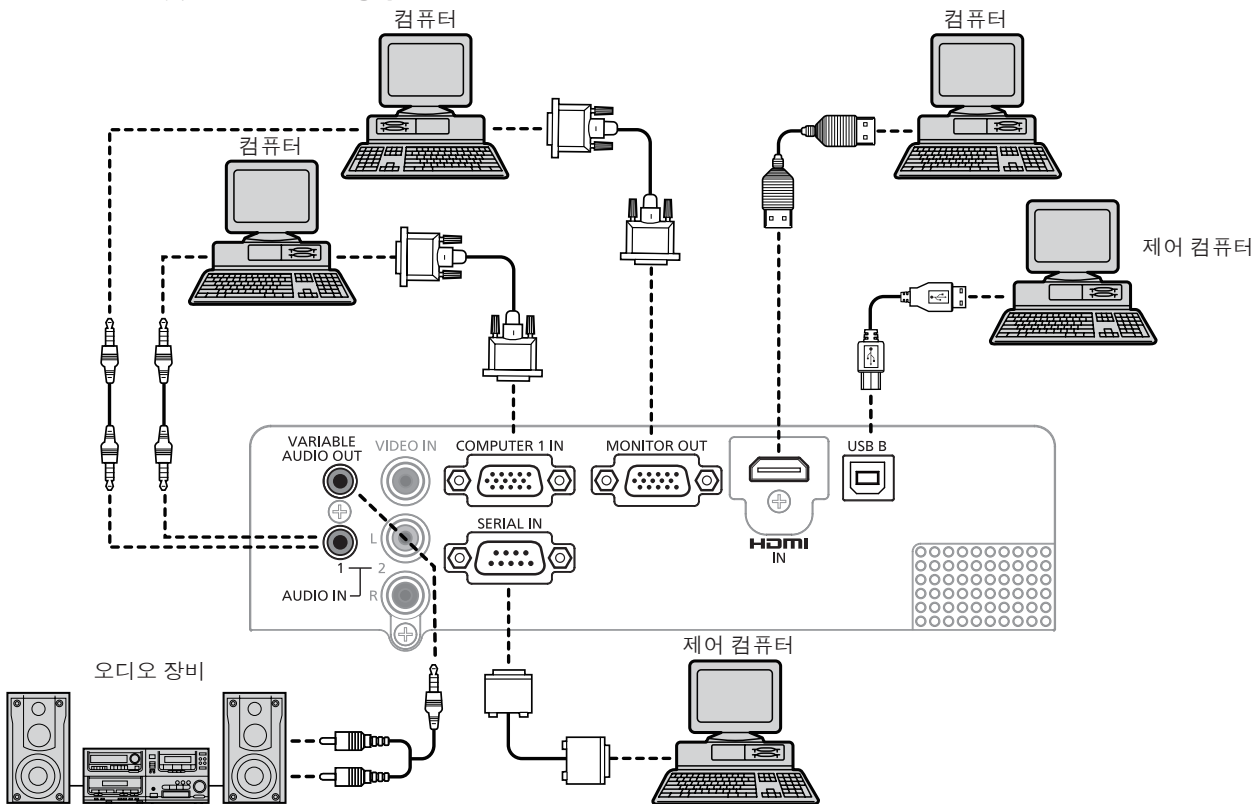 컴퓨터
컴퓨터
컴퓨터
제어 컴퓨터
VARIABLE
AUDIO OUT
VIDEO IN
COMPUTER 1 IN
MONITOR OUT
USB B
SERIAL IN
HDMI
IN
L
1
2
AUDIO IN
R
제어 컴퓨터
오디오 장비